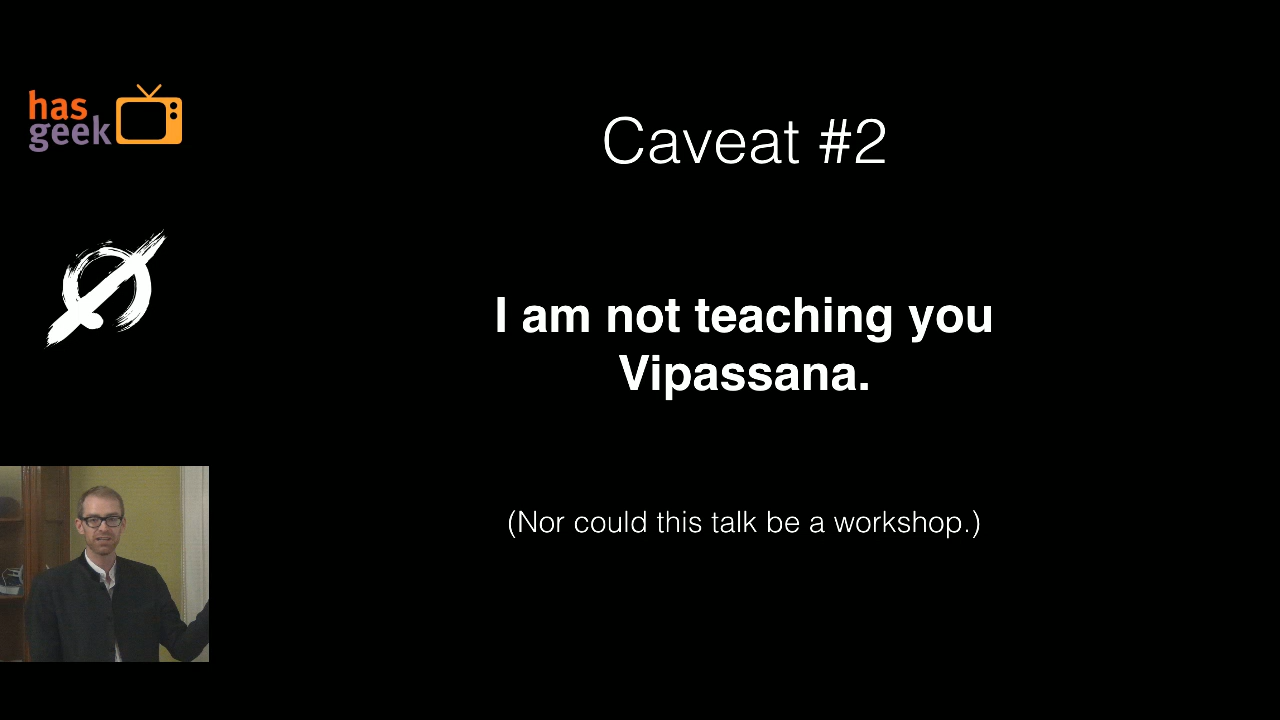 has
geek
Caveat #2
I am not teaching you
Vipassana.
(Nor could this talk be a workshop.)